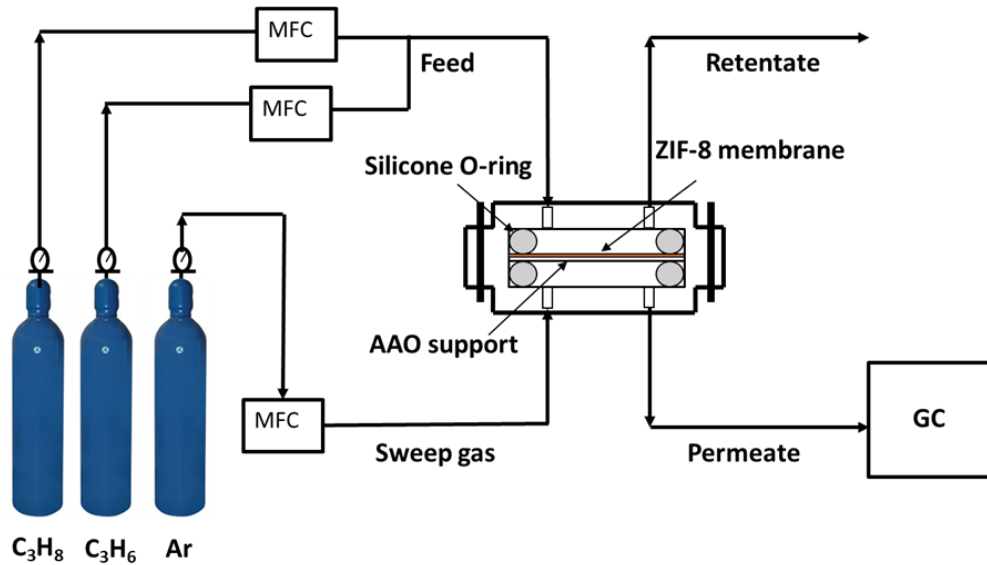 MFC
Feed
Retentate
MFC
Silicone O-ring
ZIF-8 membrane
AAO support
MFC
Sweep gas
Permeate
GC
C₃H₈
C₃H₆
Ar